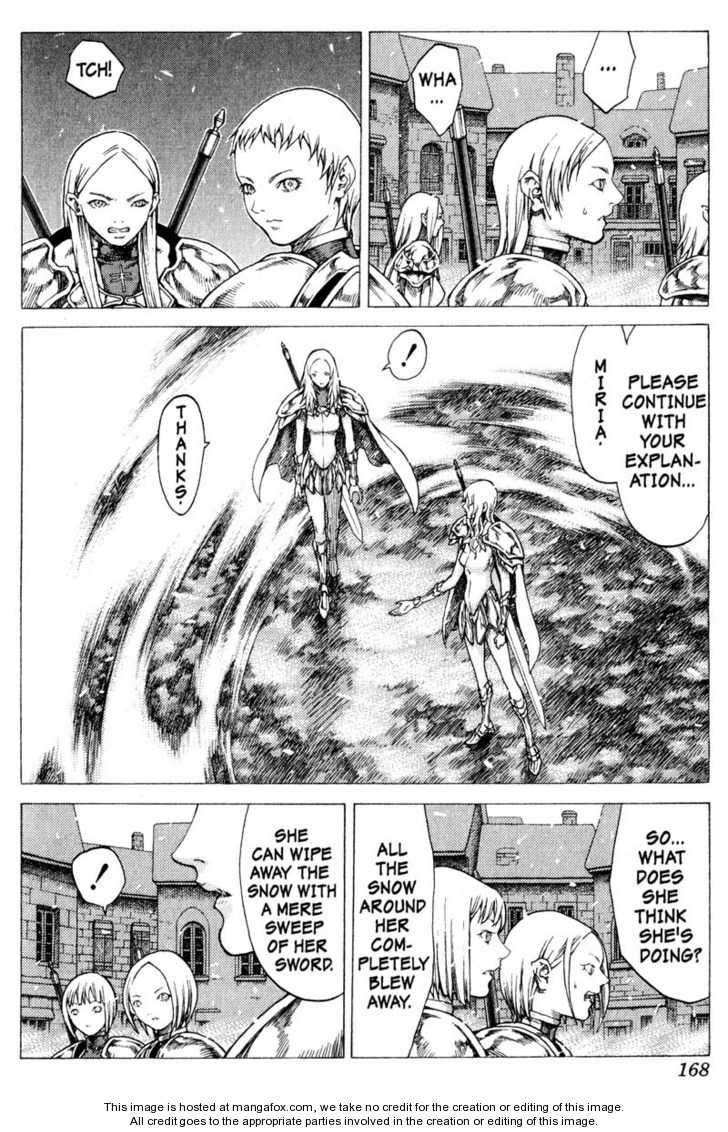 ...
WHA
...
TCH!
PLEASE
CONTINUE
WITH
YOUR
EXPLAN-
ATION...
MIRIA.
!
THANKS.
SO...
WHAT
DOES
SHE
THINK
SHE'S
DOING?
ALL
THE
SNOW
AROUND
HER
COM-
PLETELY
BLEW
AWAY.
SHE
CAN WIPE
AWAY THE
SNOW WITH
A MERE
SWEEP
OF HER
SWORD.
!
168
This image is hosted at mangafox.com, we take no credit for the creation or editing of this image.
All credit goes to the appropriate parties involved in the creation or editing of this image.